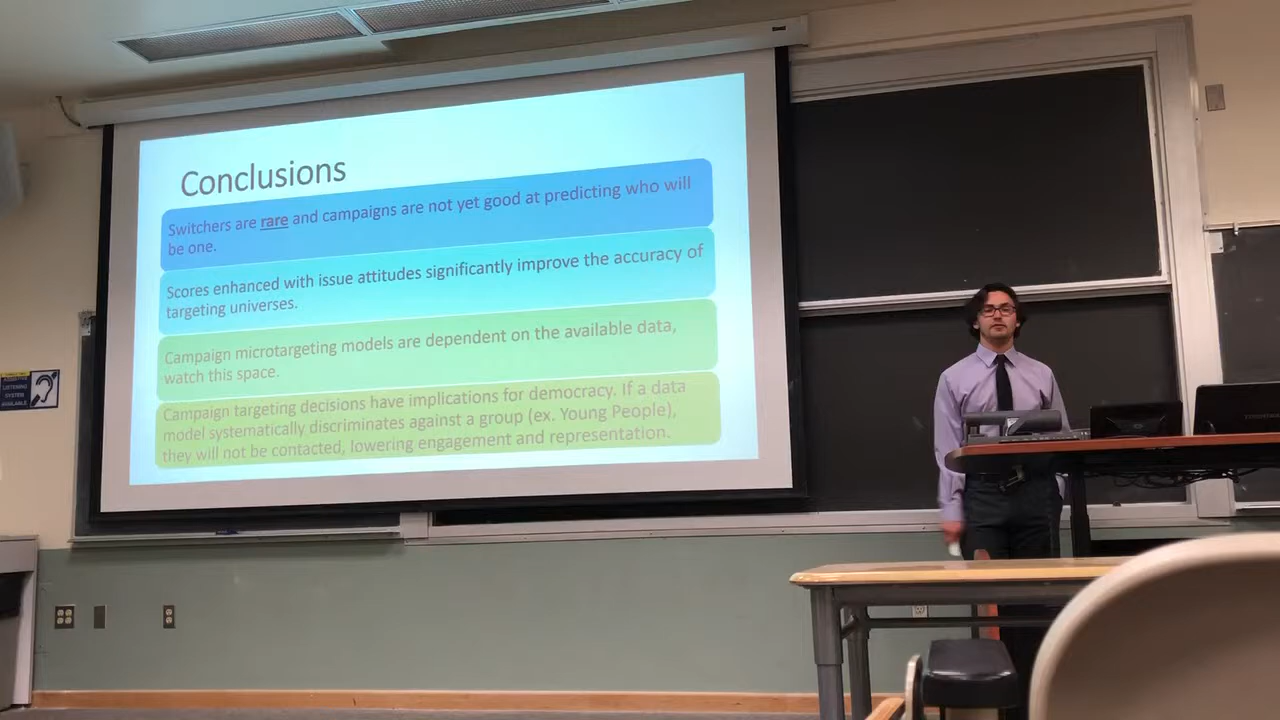 Conclusions
Switchers are rare and campaigns are not yet good at predicting who will
be one.
Scores enhanced with issue attitudes significantly improve the accuracy of
targeting universes.
Campaign microtargeting models are dependent on the available data,
watch this space.
Campaign targeting decisions have implications for democracy. If a data
model systematically discriminates against a group (ex. Young People),
they will not be contacted, lowering engagement and representation.
LISTENING
SYSTEM
AVAILABLE